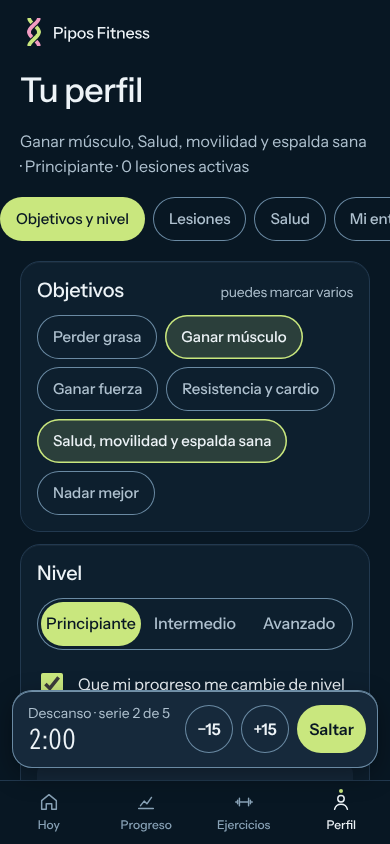 Pipos Fitness
Tu perfil
Ganar músculo, Salud, movilidad y espalda sana
· Principiante · 0 lesiones activas
Objetivos y nivel
Lesiones
Salud
Mi ent
Objetivos
puedes marcar varios
Perder grasa
Ganar músculo
Ganar fuerza
Resistencia y cardio
Salud, movilidad y espalda sana
Nadar mejor
Nivel
Principiante
Intermedio
Avanzado
Que mi progreso me cambie de nivel
Descanso · serie 2 de 5
2:00
−15
+15
Saltar
Hoy
Progreso
Ejercicios
Perfil